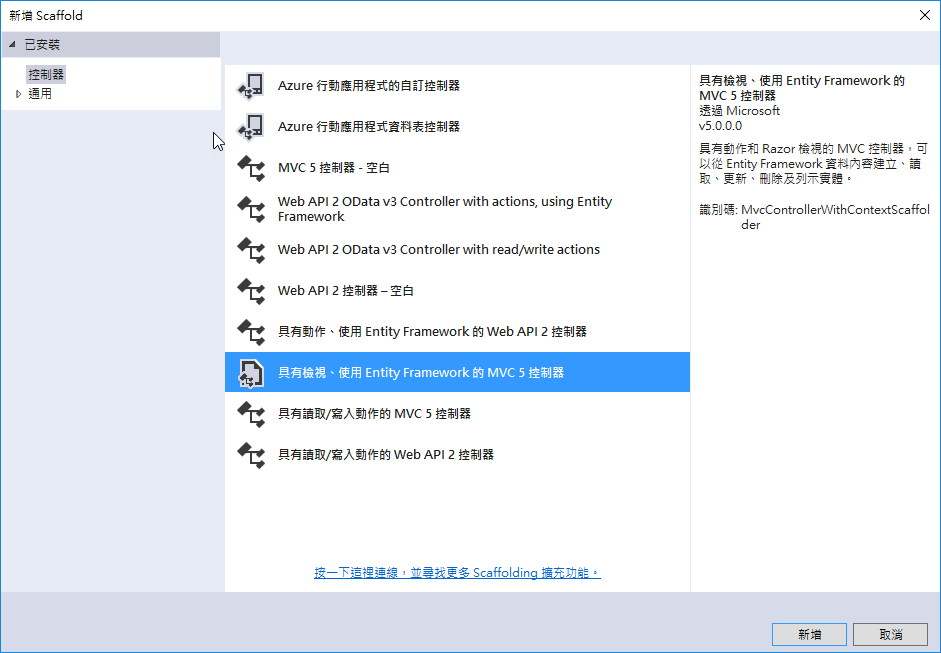 新增 Scaffold
已安裝
控制器
通用
Azure 行動應用程式的自訂控制器
Azure 行動應用程式資料表控制器
MVC 5 控制器 - 空白
Web API 2 OData v3 Controller with actions, using Entity
Framework
Web API 2 OData v3 Controller with read/write actions
Web API 2 控制器 – 空白
具有動作、使用 Entity Framework 的 Web API 2 控制器
具有檢視、使用 Entity Framework 的 MVC 5 控制器
具有讀取/寫入動作的 MVC 5 控制器
具有讀取/寫入動作的 Web API 2 控制器
按一下這裡連線，並尋找更多 Scaffolding 擴充功能。
具有檢視、使用 Entity Framework 的
MVC 5 控制器
透過 Microsoft
v5.0.0.0
具有動作和 Razor 檢視的 MVC 控制器，可
以從 Entity Framework 資料內容建立、讀
取、更新、刪除及列示實體。
識別碼: MvcControllerWithContextScaffol
der
新增
取消